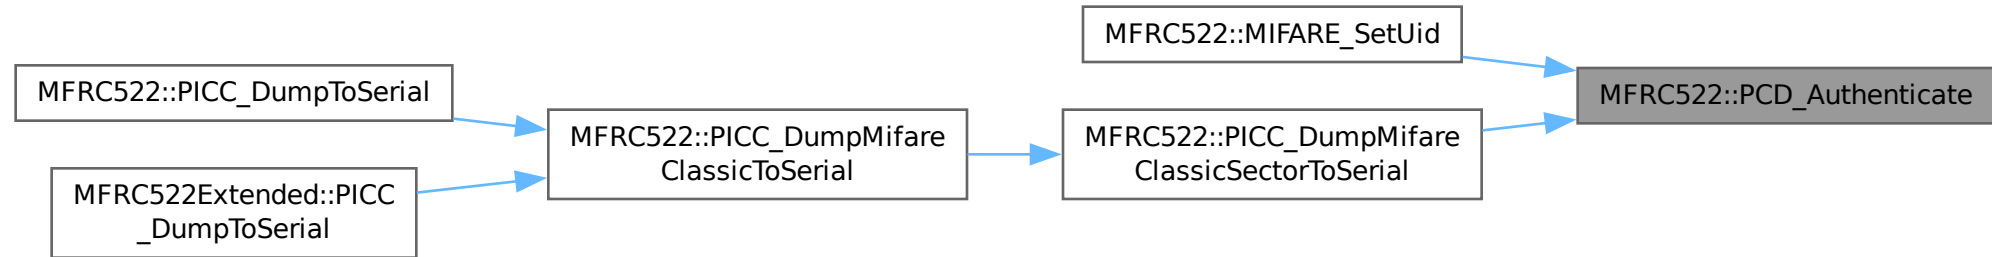 MFRC522::MIFARE_SetUid
MFRC522::PICC_DumpToSerial
MFRC522::PCD_Authenticate
MFRC522::PICC_DumpMifare
ClassicToSerial
MFRC522::PICC_DumpMifare
ClassicSectorToSerial
MFRC522Extended::PICC
_DumpToSerial